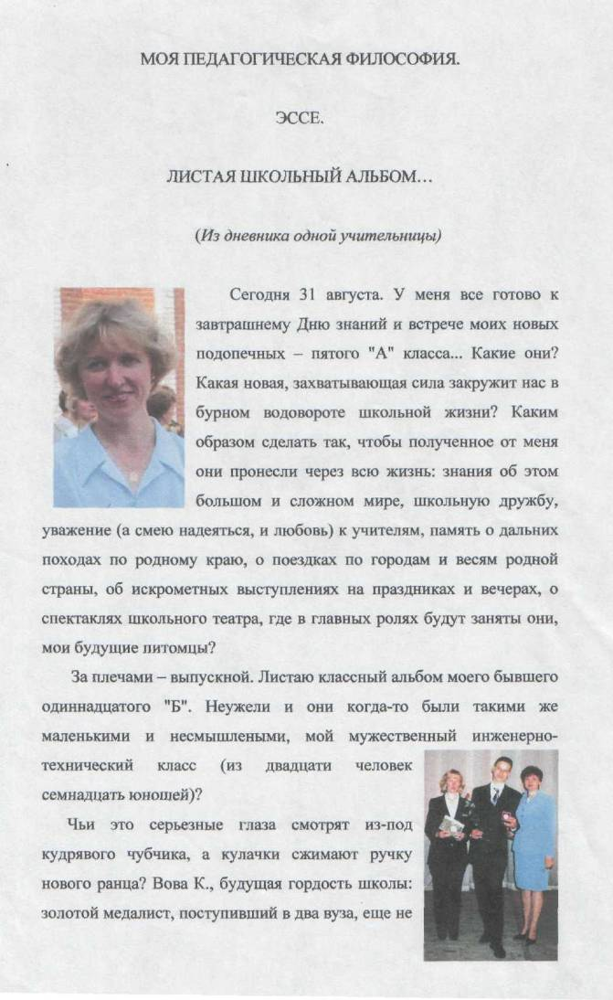 МОЯ ПЕДАГОГИЧЕСКАЯ ФИЛОСОФИЯ.
ЭССЕ.
ЛИСТАЯ ШКОЛЬНЫЙ АЛЬБОМ…
(Из дневника одной учительницы)
Сегодня 31 августа. У меня все готово к
завтрашнему Дню знаний и встрече моих новых
подопечных – пятого "А" класса... Какие они?
Какая новая, захватывающая сила закружит нас в
бурном водовороте школьной жизни? Каким
образом сделать так, чтобы полученное от меня
они пронесли через всю жизнь: знания об этом
большом и сложном мире, школьную дружбу,
уважение (а смею надеяться, и любовь) к учителям, память о дальних
походах по родному краю, о поездках по городам и весям родной
страны, об искрометных выступлениях на праздниках и вечерах, о
спектаклях школьного театра, где в главных ролях будут заняты они,
мои будущие питомцы?
За плечами – выпускной. Листаю классный альбом моего бывшего
одиннадцатого "Б". Неужели и они когда-то были такими же
маленькими и несмышлеными, мой мужественный инженерно-
технический класс (из двадцати человек
семнадцать юношей)?
Чьи это серьезные глаза смотрят из-под
кудрявого чубчика, а кулачки сжимают ручку
нового ранца? Вова К., будущая гордость школы:
золотой медалист, поступивший в два вуза, еще не